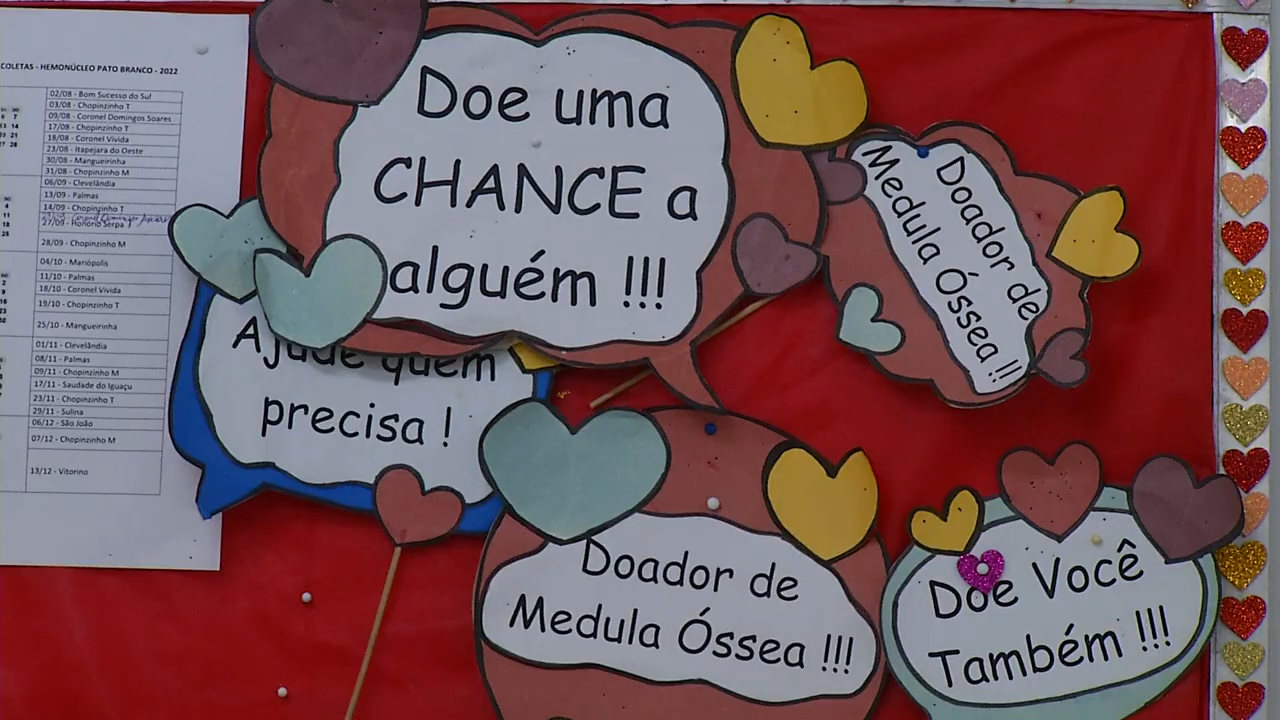 COLETAS - HEMONÚCLEO PATO BRANCO - 2022
02/08 - Bom Sucesso do Sul
03/08 - Chopinzinho T
09/08 - Coronel Domingos Soares
17/08 - Chopinzinho T
18/08 - Coronel Vivida
23/08 - Itapejara do Oeste
30/08 - Mangueirinha
31/08 - Chopinzinho M
06/09 - Clevelândia
13/09 - Palmas
14/09 - Chopinzinho T
27/09 - Honório Serpa T
28/09 - Chopinzinho M
04/10 - Mariópolis
11/10 - Palmas
18/10 - Coronel Vivida
19/10 - Chopinzinho T
25/10 - Mangueirinha
01/11 - Clevelândia
08/11 - Palmas
09/11 - Chopinzinho M
17/11 - Saudade do Iguaçu
23/11 - Chopinzinho T
29/11 - Sulina
06/12 - São João
07/12 - Chopinzinho M
13/12 - Vitorino
Doe uma
CHANCE a
alguém !!!
Ajude quem
precisa !
Doador de
Medula Óssea !!
Doador de
Medula Óssea !!!
Doe Você
Também !!!